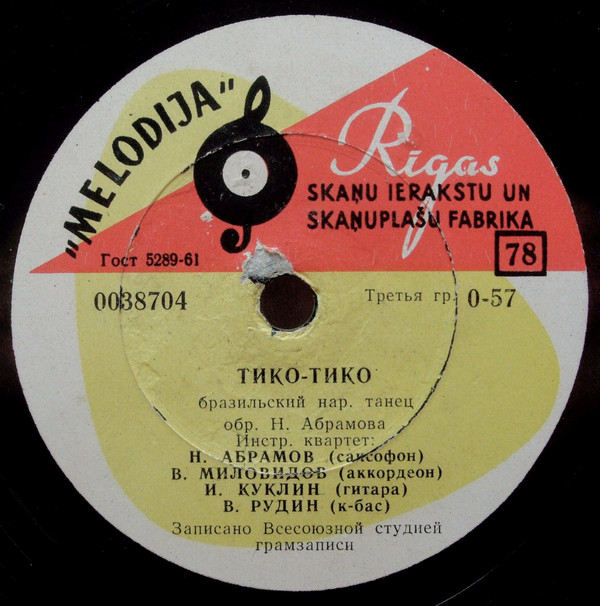 „MELODIJA”
Rīgas
SKAŅU IERAKSTU UN
SKAŅUPLAŠU FABRIKA
78
Гост 5289-61
0038704
Третья гр. 0-57
ТИКО-ТИКО
бразильский нар. танец
обр. Н. Абрамова
Инстр. квартет:
Н. АБРАМОВ (саксофон)
В. МИЛОВИДОВ (аккордеон)
И. КУКЛИН (гитара)
В. РУДИН (к-бас)
Записано Всесоюзной студией
грамзаписи